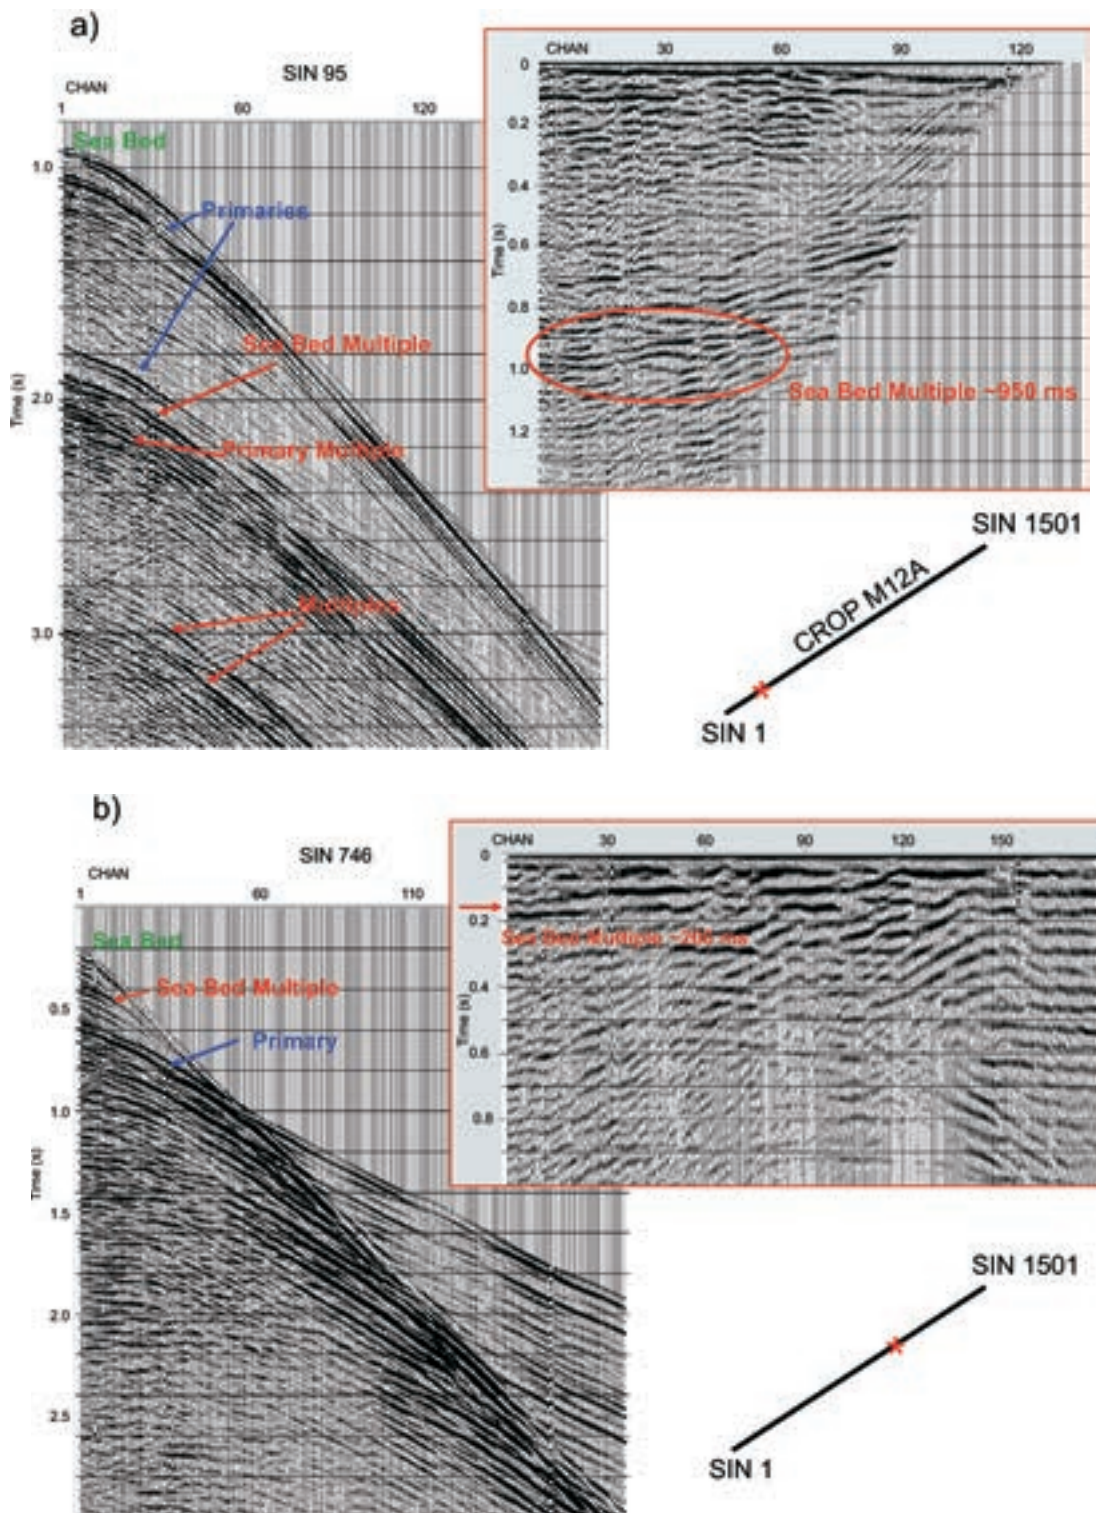 a)
SIN 95
CHAN
1 60 120
Sea Bed
1.0
Primaries
Sea Bed Multiple
2.0
Time (s)
Primary Multiple
Multiples
3.0
CHAN 30 60 90 120
0
0.2
0.4
Time (s)
0.6
0.8
1.0
Sea Bed Multiple ~950 ms
1.2
SIN 1501
CROP M12A
SIN 1
b)
SIN 746
CHAN
1 60 110
Sea Bed
Sea Bed Multiple
0.5
Primary
1.0
Time (s)
1.5
2.0
2.5
CHAN 30 60 90 120 150
0
0.2
Sea Bed Multiple ~200 ms
0.4
Time (s)
0.6
0.8
SIN 1501
SIN 1